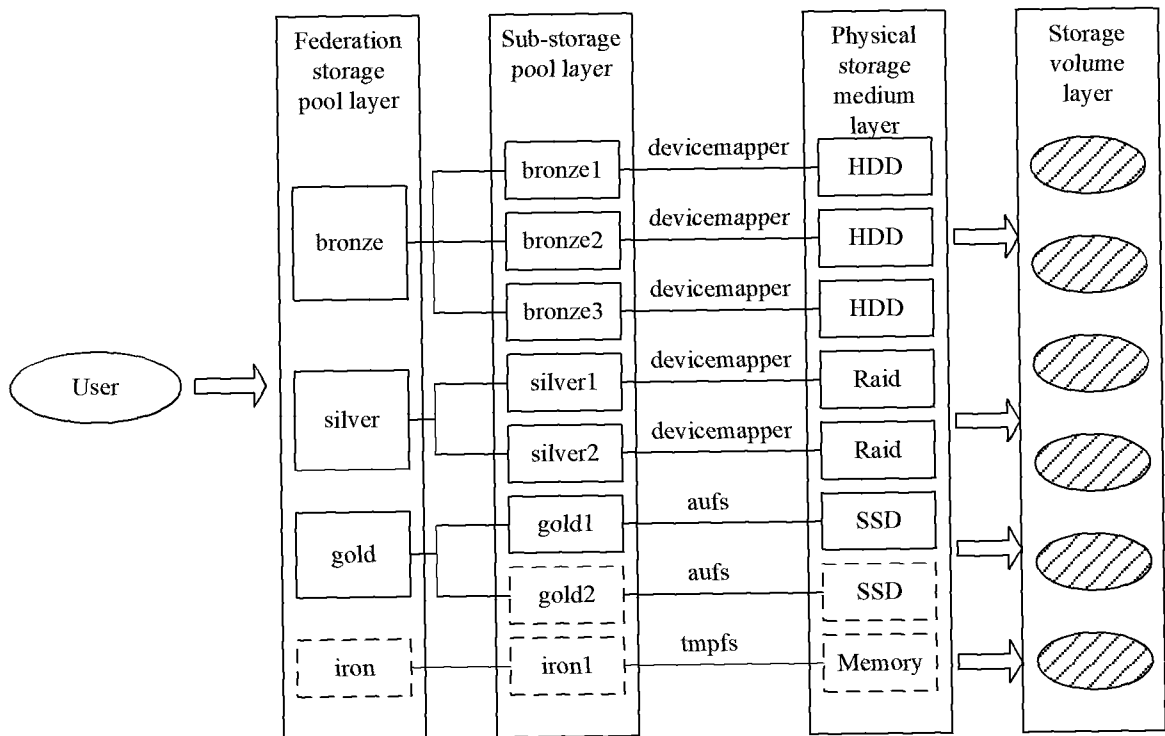 Federation
storage
pool layer
Sub-storage
pool layer
Physical
storage
medium
layer
Storage
volume
layer
User
bronze
silver
gold
iron
bronze1
devicemapper
HDD
bronze2
devicemapper
HDD
bronze3
devicemapper
HDD
silver1
devicemapper
Raid
silver2
devicemapper
Raid
gold1
aufs
SSD
gold2
aufs
SSD
iron1
tmpfs
Memory